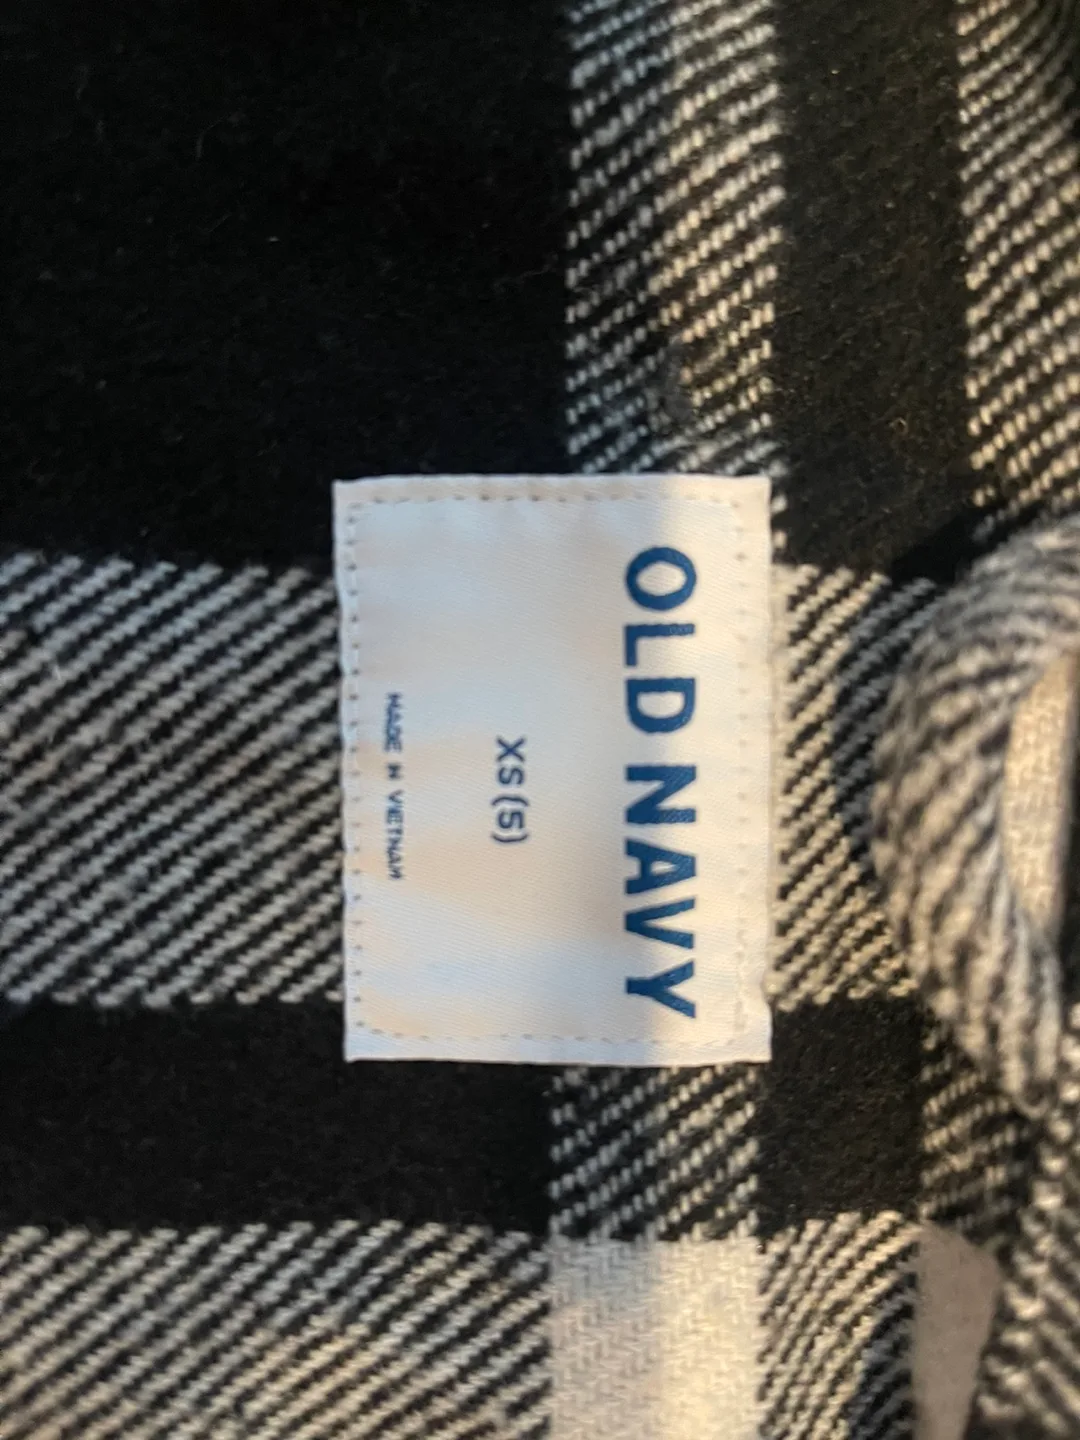 OLD NAVY
XS (5)
MADE IN VIETNAM